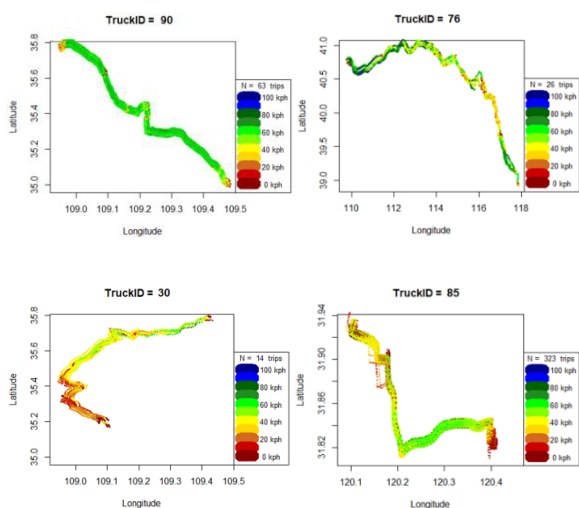 TruckID = 90
35.8
35.6
35.4
35.2
35.0
Latitude
109.0 109.1 109.2 109.3 109.4 109.5
Longitude
N = 63 trips
100 kph
80 kph
60 kph
40 kph
20 kph
0 kph
TruckID = 76
41.0
40.5
40.0
39.5
39.0
Latitude
110 112 114 116 118
Longitude
N = 26 trips
100 kph
80 kph
60 kph
40 kph
20 kph
0 kph
TruckID = 30
35.8
35.6
35.4
35.2
35.0
Latitude
109.0 109.1 109.2 109.3 109.4 109.5
Longitude
N = 14 trips
100 kph
80 kph
60 kph
40 kph
20 kph
0 kph
TruckID = 85
31.94
31.90
31.86
31.82
Latitude
120.1 120.2 120.3 120.4
Longitude
N = 323 trips
100 kph
80 kph
60 kph
40 kph
20 kph
0 kph